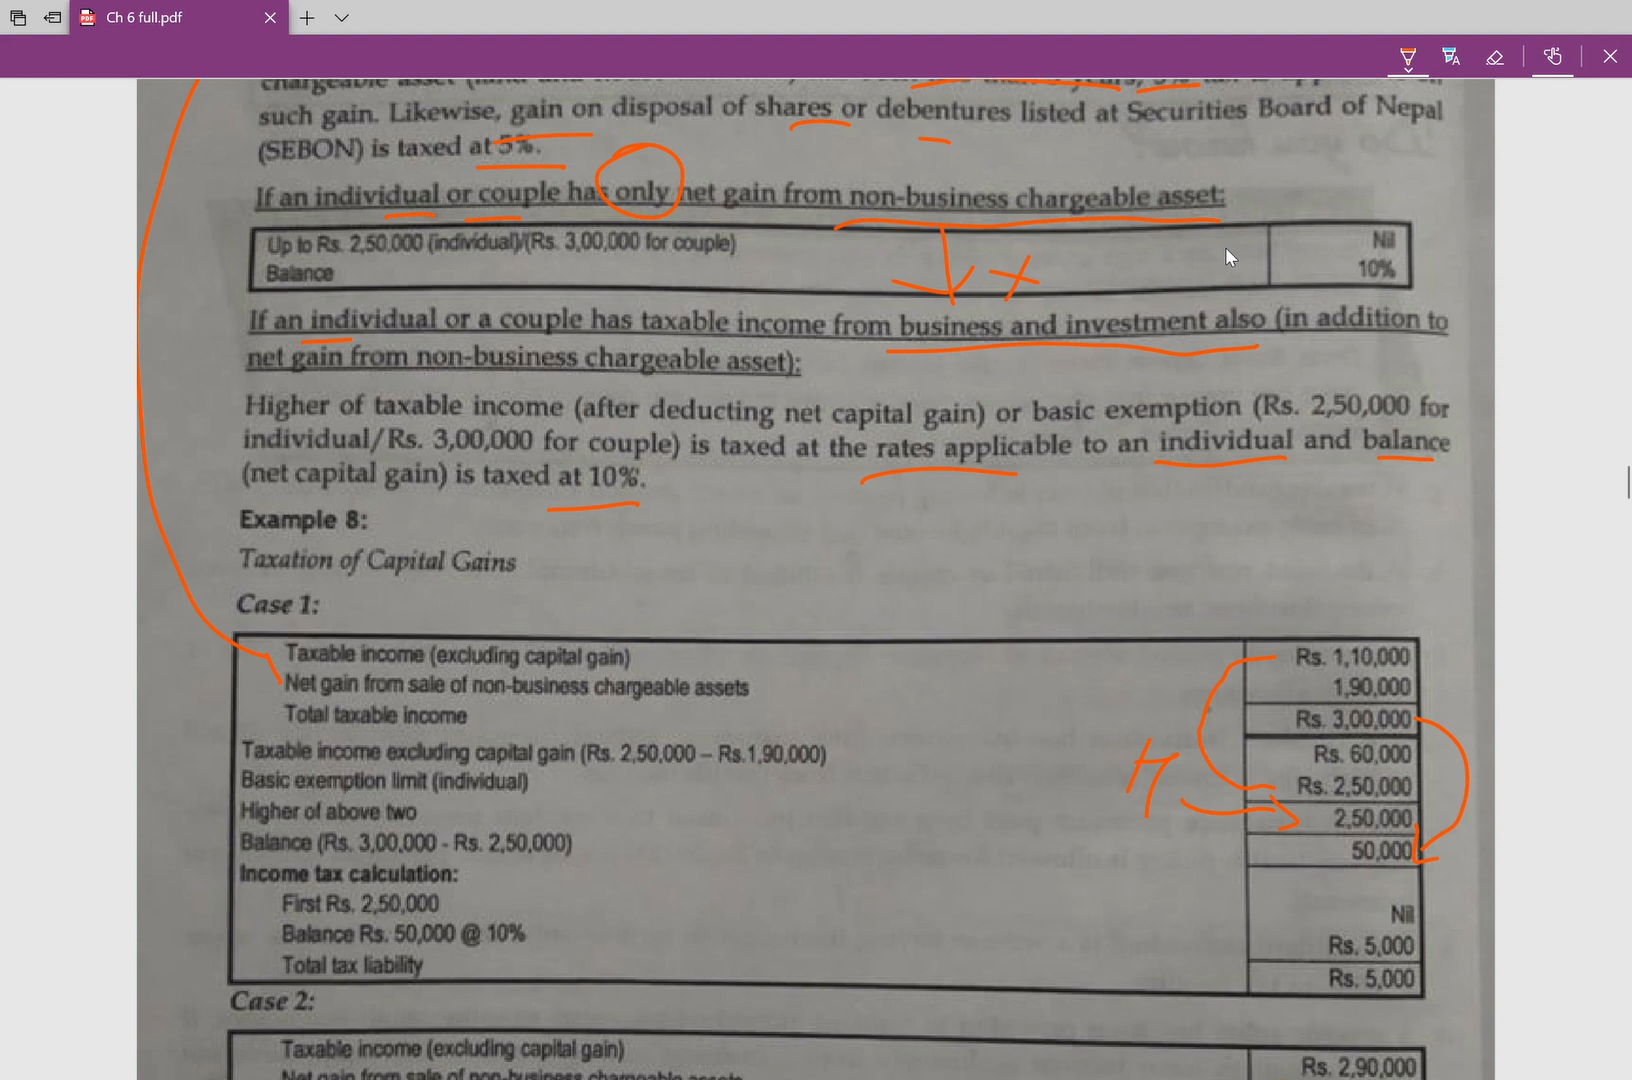 Ch 6 full.pdf
such gain. Likewise, gain on disposal of shares or debentures listed at Securities Board of Nepal
(SEBON) is taxed at 5%.
If an individual or couple has only net gain from non-business chargeable asset:
Up to Rs. 2,50,000 (individual)/(Rs. 3,00,000 for couple) Nil
Balance 10%
If an individual or a couple has taxable income from business and investment also (in addition to
net gain from non-business chargeable asset):
Higher of taxable income (after deducting net capital gain) or basic exemption (Rs. 2,50,000 for
individual/Rs. 3,00,000 for couple) is taxed at the rates applicable to an individual and balance
(net capital gain) is taxed at 10%.
Example 8:
Taxation of Capital Gains
Case 1:
Taxable income (excluding capital gain) Rs. 1,10,000
Net gain from sale of non-business chargeable assets 1,90,000
Total taxable income Rs. 3,00,000
Taxable income excluding capital gain (Rs. 2,50,000 – Rs.1,90,000) Rs. 60,000
Basic exemption limit (individual) Rs. 2,50,000
Higher of above two 2,50,000
Balance (Rs. 3,00,000 - Rs. 2,50,000) 50,000
Income tax calculation:
First Rs. 2,50,000 Nil
Balance Rs. 50,000 @ 10% Rs. 5,000
Total tax liability Rs. 5,000
Case 2:
Taxable income (excluding capital gain) Rs. 2,90,000
Net gain from sale of non-business chargeable assets